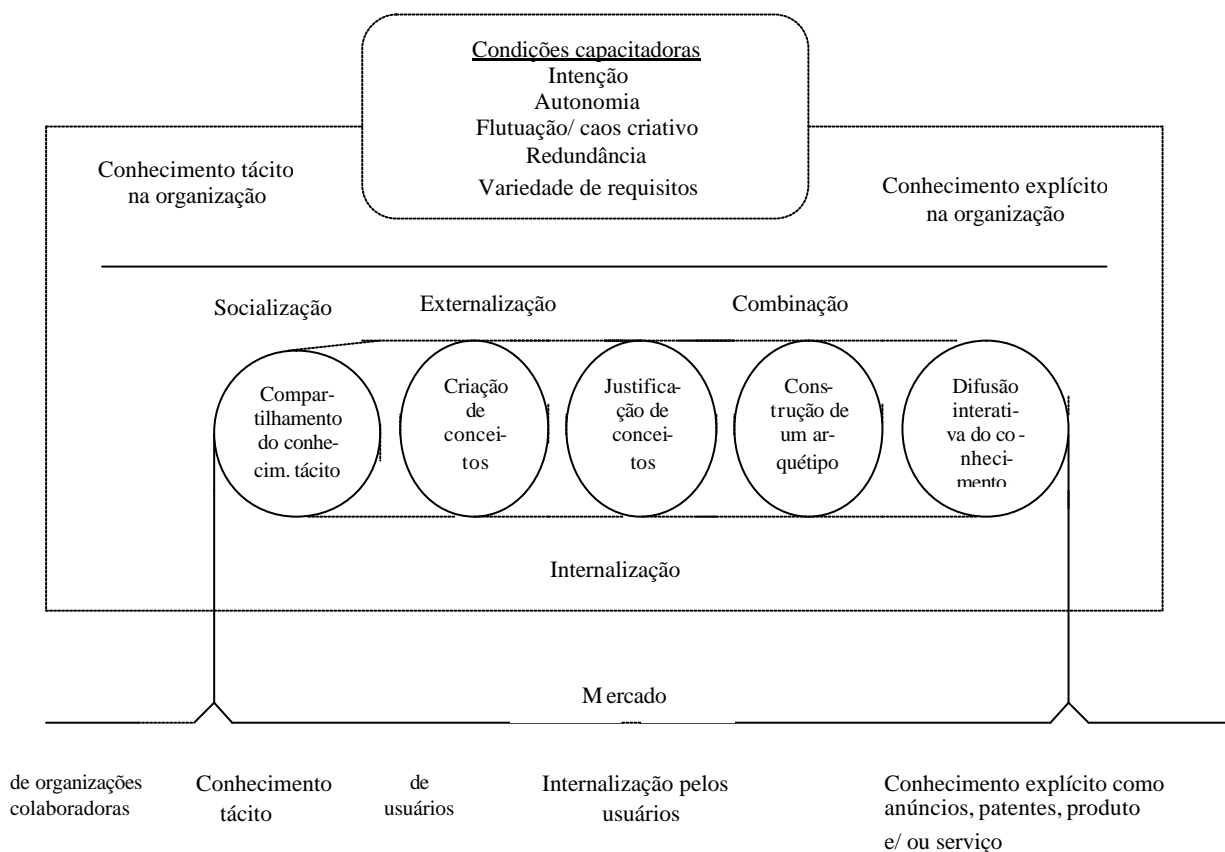 Condições capacitadoras
Intenção
Autonomia
Flutuação/ caos criativo
Redundância
Variedade de requisitos
Conhecimento tácito
na organização
Conhecimento explícito
na organização
Socialização
Externalização
Combinação
Compar-
tilhamento
do conhe-
cim. tácito
Criação
de
concei-
tos
Justifica-
ção de
concei-
tos
Cons-
trução de
um ar-
quétipo
Difusão
interati-
va do co -
nheci-
mento
Internalização
M ercado
de organizações
colaboradoras
Conhecimento
tácito
de
usuários
Internalização pelos
usuários
Conhecimento explícito como
anúncios, patentes, produto
e/ ou serviço